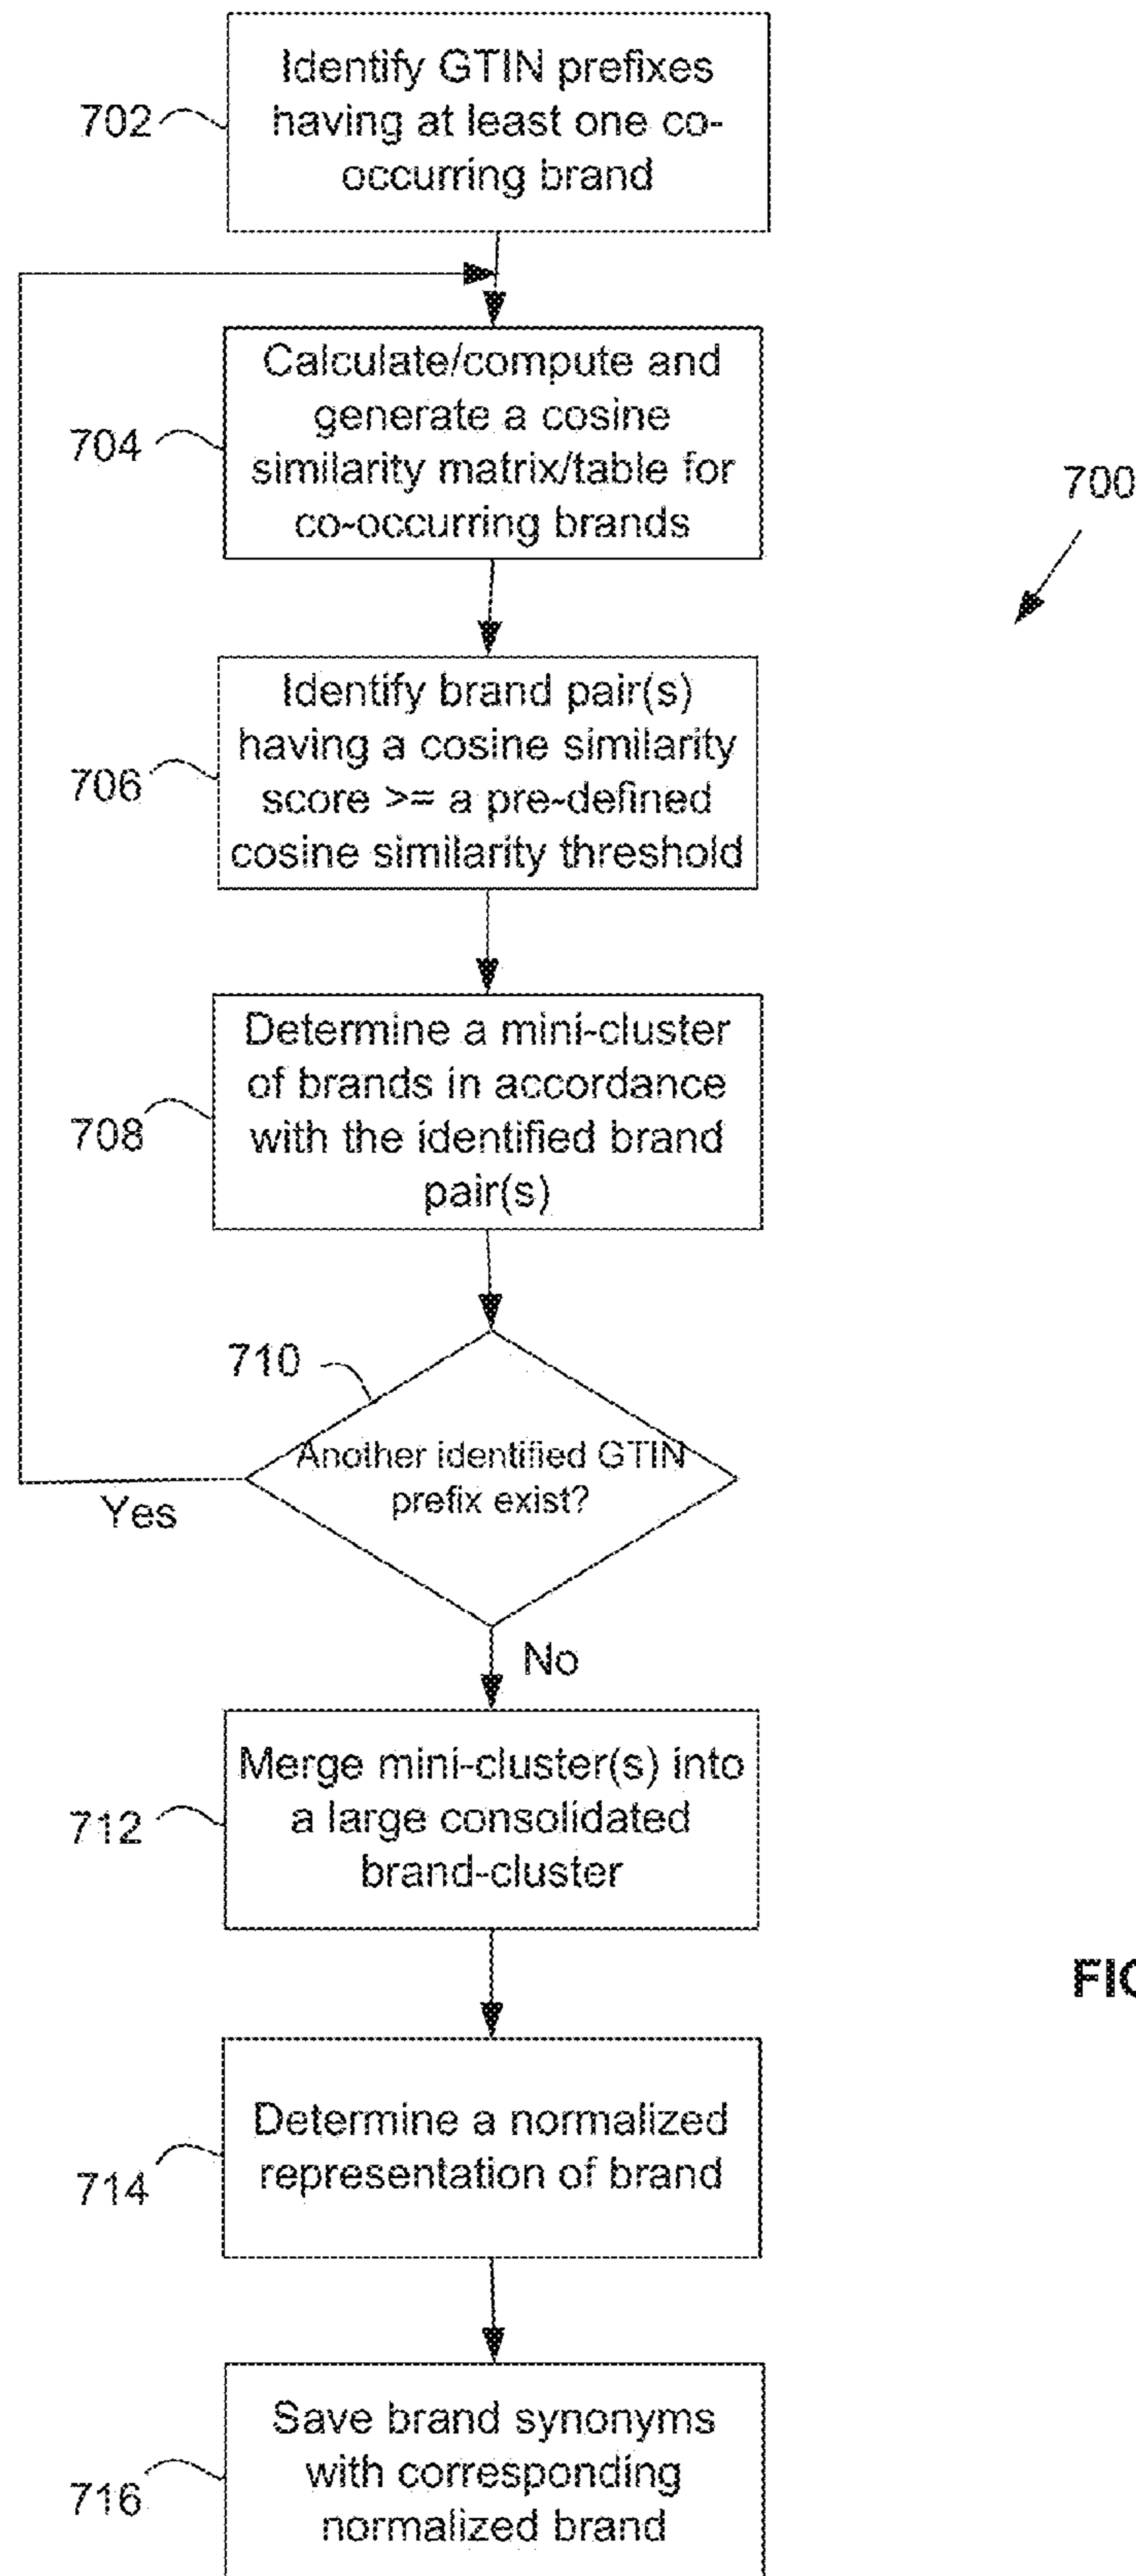 702
Identify GTIN prefixes
having at least one co-
occurring brand
704
Calculate/compute and
generate a cosine
similarity matrix/table for
co-occurring brands
700
706
Identify brand pair(s)
having a cosine similarity
score >= a pre-defined
cosine similarity threshold
708
Determine a mini-cluster
of brands in accordance
with the identified brand
pair(s)
710
Another identified GTIN
prefix exist?
Yes
No
712
Merge mini-cluster(s) into
a large consolidated
brand-cluster
FIG
714
Determine a normalized
representation of brand
716
Save brand synonyms
with corresponding
normalized brand